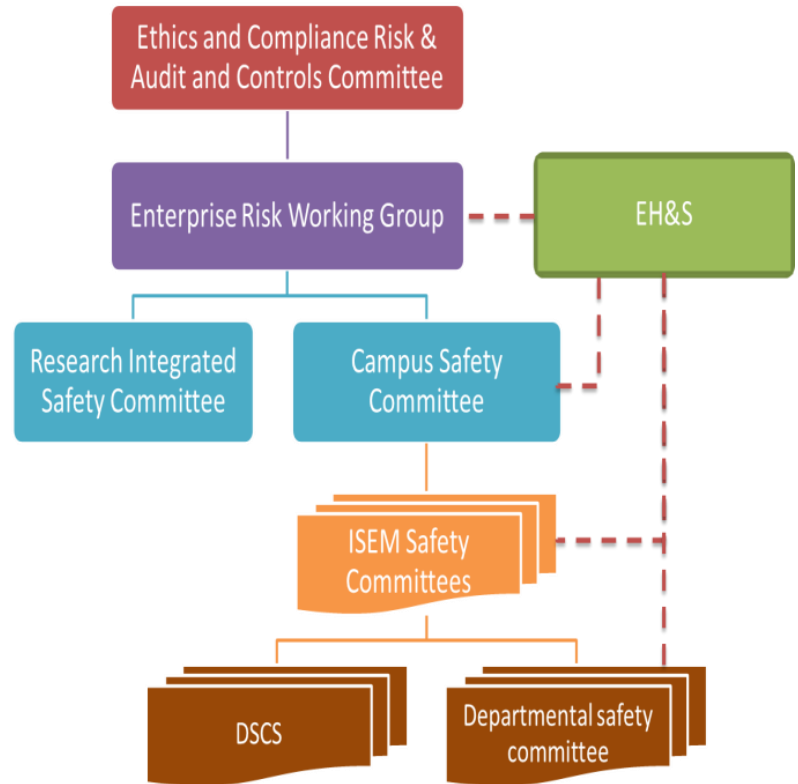 Ethics and Compliance Risk &
Audit and Controls Committee
Enterprise Risk Working Group
EH&S
Research Integrated
Safety Committee
Campus Safety
Committee
ISEM Safety
Committees
DSCS
Departmental safety
committee